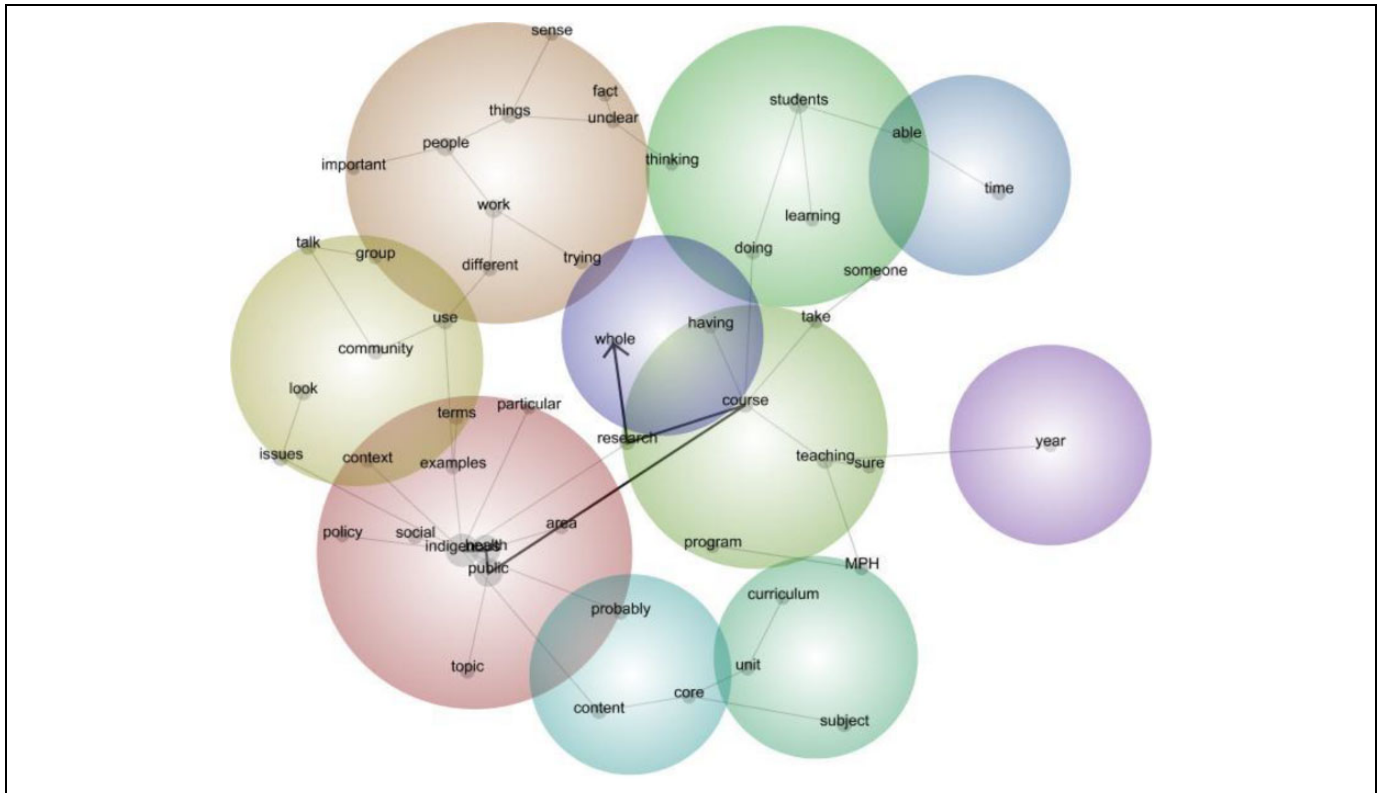 sense
fact
things
unclear
students
able
people
important
thinking
time
work
learning
talk
group
different
trying
doing
someone
use
having
take
community
whole
look
course
terms
particular
research
year
issues
context
examples
teaching
sure
policy
social
area
indigenous
health
public
program
MPH
curriculum
probably
topic
unit
core
content
subject